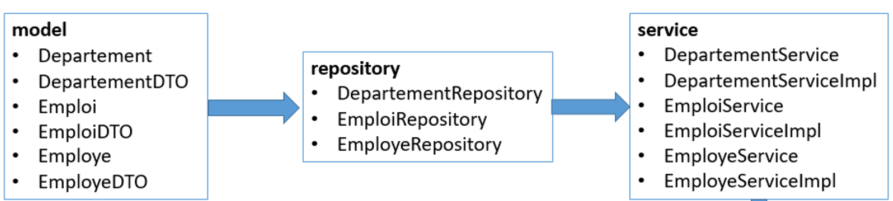 model
• Departement
• DepartementDTO
• Emploi
• EmploiDTO
• Employe
• EmployeDTO
repository
• DepartementRepository
• EmploiRepository
• EmployeRepository
service
• DepartementService
• DepartementServiceImpl
• EmploiService
• EmploiServiceImpl
• EmployeService
• EmployeServiceImpl